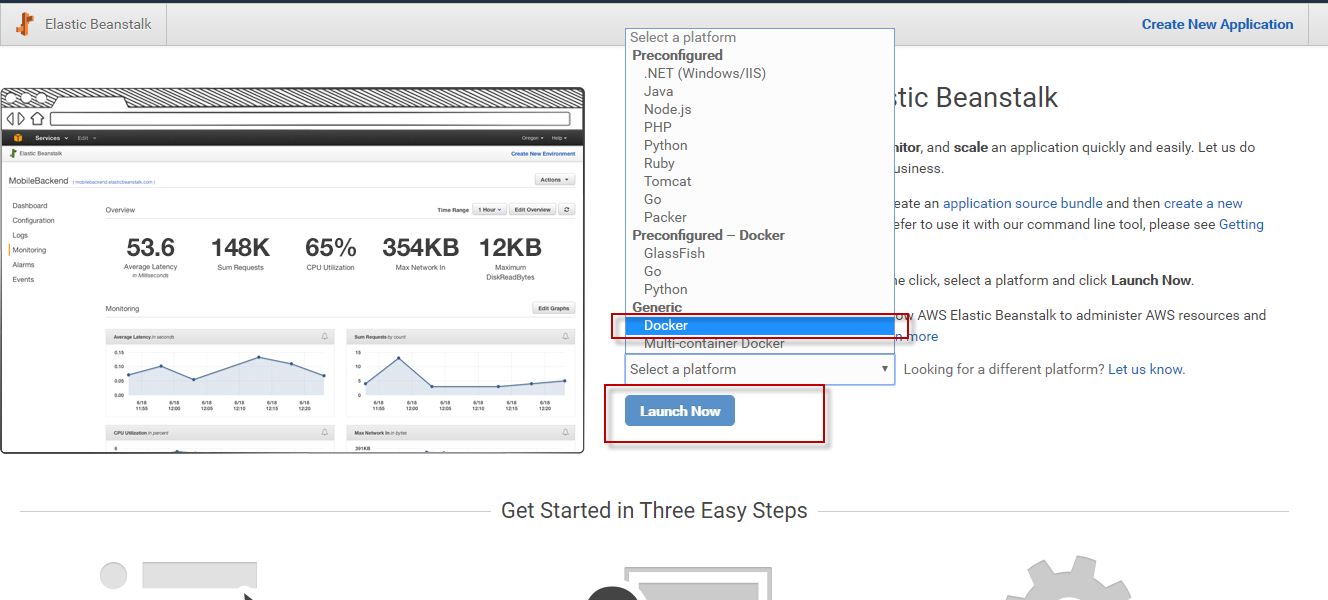 Elastic Beanstalk
Create New Application
Select a platform
Preconfigured
.NET (Windows/IIS)
Java
Node.js
PHP
Python
Ruby
Tomcat
Go
Packer
Preconfigured – Docker
GlassFish
Go
Python
Generic
Docker
Multi-container Docker
Select a platform
Launch Now
stic Beanstalk
nitor, and scale an application quickly and easily. Let us do
usiness.
eate an application source bundle and then create a new
efer to use it with our command line tool, please see Getting
ne click, select a platform and click Launch Now.
ow AWS Elastic Beanstalk to administer AWS resources and
n more
Looking for a different platform? Let us know.
Services Edit Oregon Help
Elastic Beanstalk Create New Environment
MobileBackend ( mobilebackend.elasticbeanstalk.com ) Actions
Dashboard
Configuration
Logs
Monitoring
Alarms
Events
Overview Time Range 1 Hour Edit Overview
53.6 148K 65% 354KB 12KB
Average Latency Sum Requests CPU Utilization Max Network In Maximum
in Milliseconds DiskReadBytes
Monitoring Edit Graphs
Average Latency in seconds Sum Requests by count
0.15 15
0.10 10
0.05 5
0.00 0
6/18 6/18 6/18 6/18 6/18 6/18 6/18 6/18 6/18 6/18 6/18 6/18
11:55 12:00 12:05 12:10 12:15 12:20 11:55 12:00 12:05 12:10 12:15 12:20
CPU Utilization in percent Max Network In in bytes
6 391KB
Get Started in Three Easy Steps